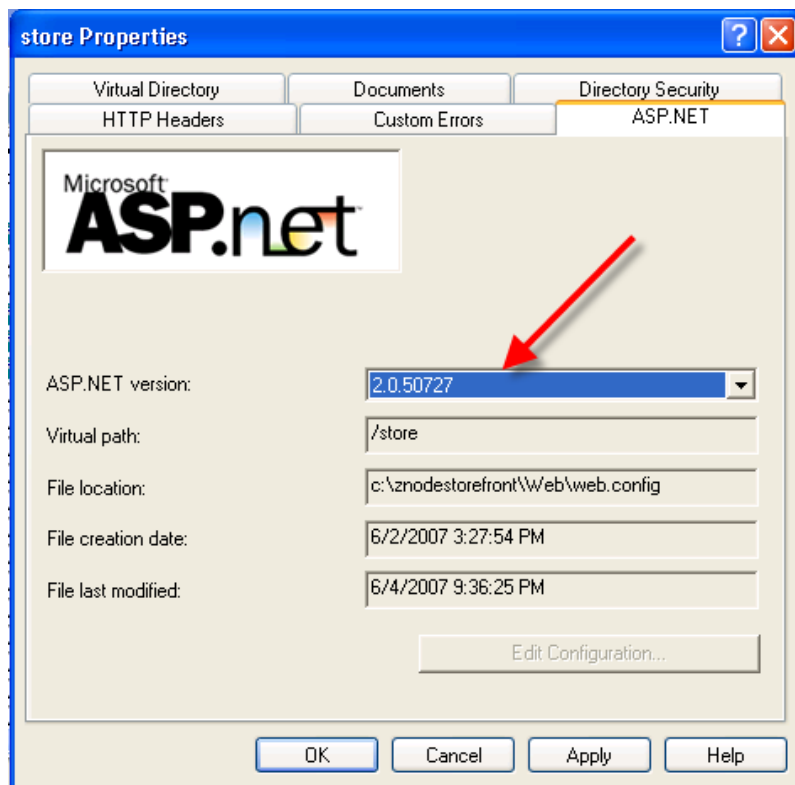 store Properties
Virtual Directory
Documents
Directory Security
HTTP Headers
Custom Errors
ASP.NET
Microsoft
ASP.net
ASP.NET version:
2.0.50727
Virtual path:
/store
File location:
c:\znodestorefront\Web\web.config
File creation date:
6/2/2007 3:27:54 PM
File last modified:
6/4/2007 9:36:25 PM
Edit Configuration...
OK
Cancel
Apply
Help